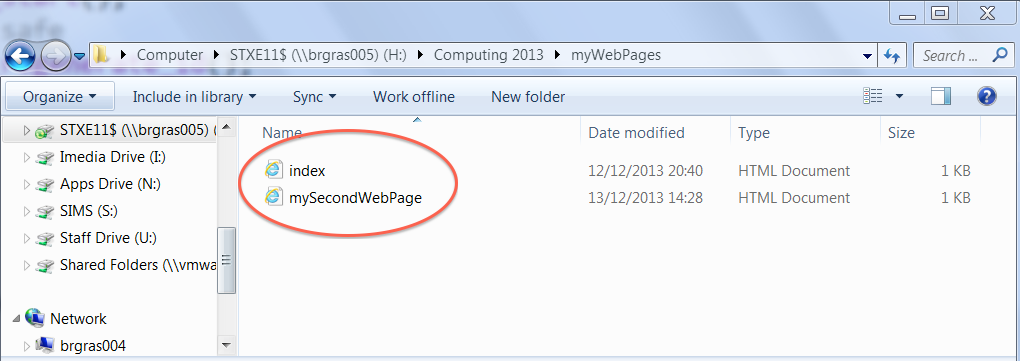 Computer STXE11$ (\\brgras005) (H:) Computing 2013 myWebPages Search ...
Organize Include in library Sync Work offline New folder
STXE11$ (\\brgras005) (
Imedia Drive (I:)
Apps Drive (N:)
SIMS (S:)
Staff Drive (U:)
Shared Folders (\\vmwa
Network
brgras004
Name Date modified Type Size
index 12/12/2013 20:40 HTML Document 1 KB
mySecondWebPage 13/12/2013 14:28 HTML Document 1 KB